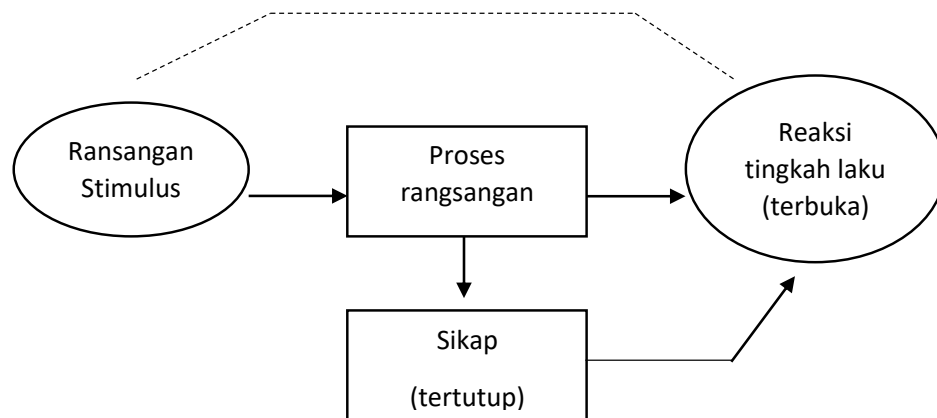 Ransangan
Stimulus
Proses
rangsangan
Reaksi
tingkah laku
(terbuka)
Sikap
(tertutup)